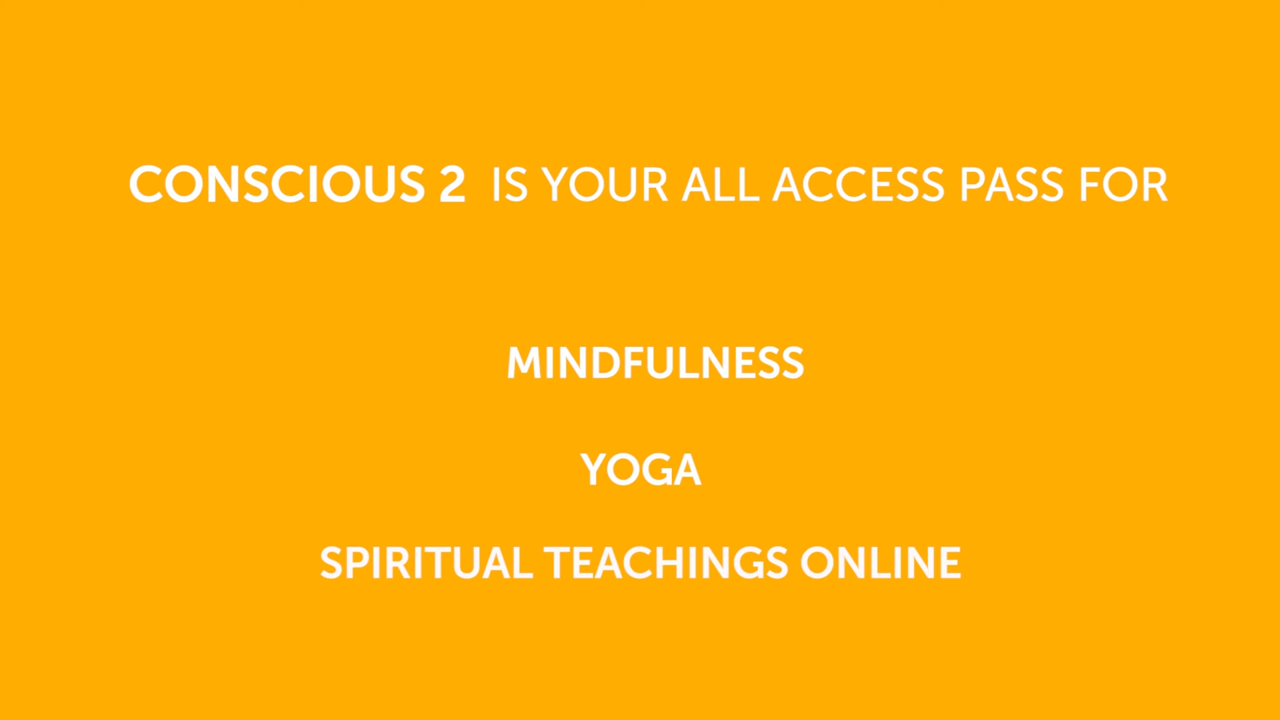 CONSCIOUS 2 IS YOUR ALL ACCESS PASS FOR
MINDFULNESS
YOGA
SPIRITUAL TEACHINGS ONLINE